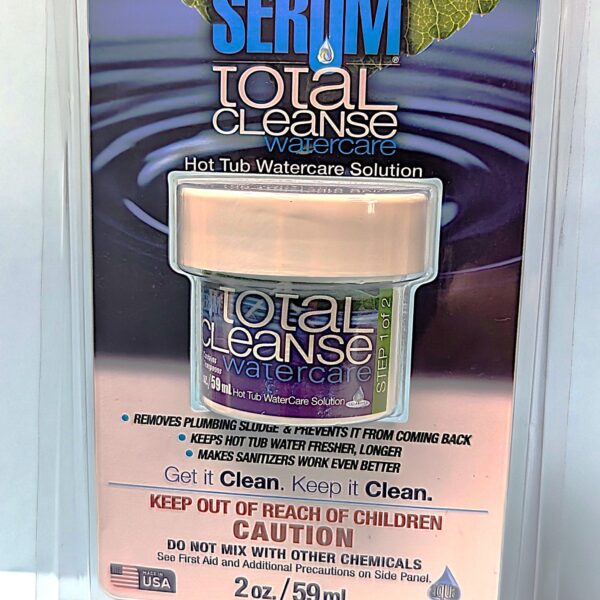 SERUM®
TOTAL
CLEANSE
watercare
Hot Tub Watercare Solution
TOTAL
CLEANSE
watercare
oz./59 mL Hot Tub WaterCare Solution
STEP 1 of 2
• REMOVES PLUMBING SLUDGE & PREVENTS IT FROM COMING BACK
• KEEPS HOT TUB WATER FRESHER, LONGER
• MAKES SANITIZERS WORK EVEN BETTER
Get it Clean. Keep it Clean.
KEEP OUT OF REACH OF CHILDREN
CAUTION
DO NOT MIX WITH OTHER CHEMICALS
See First Aid and Additional Precautions on Side Panel.
MADE IN
USA
2 oz./59 mL
aqua